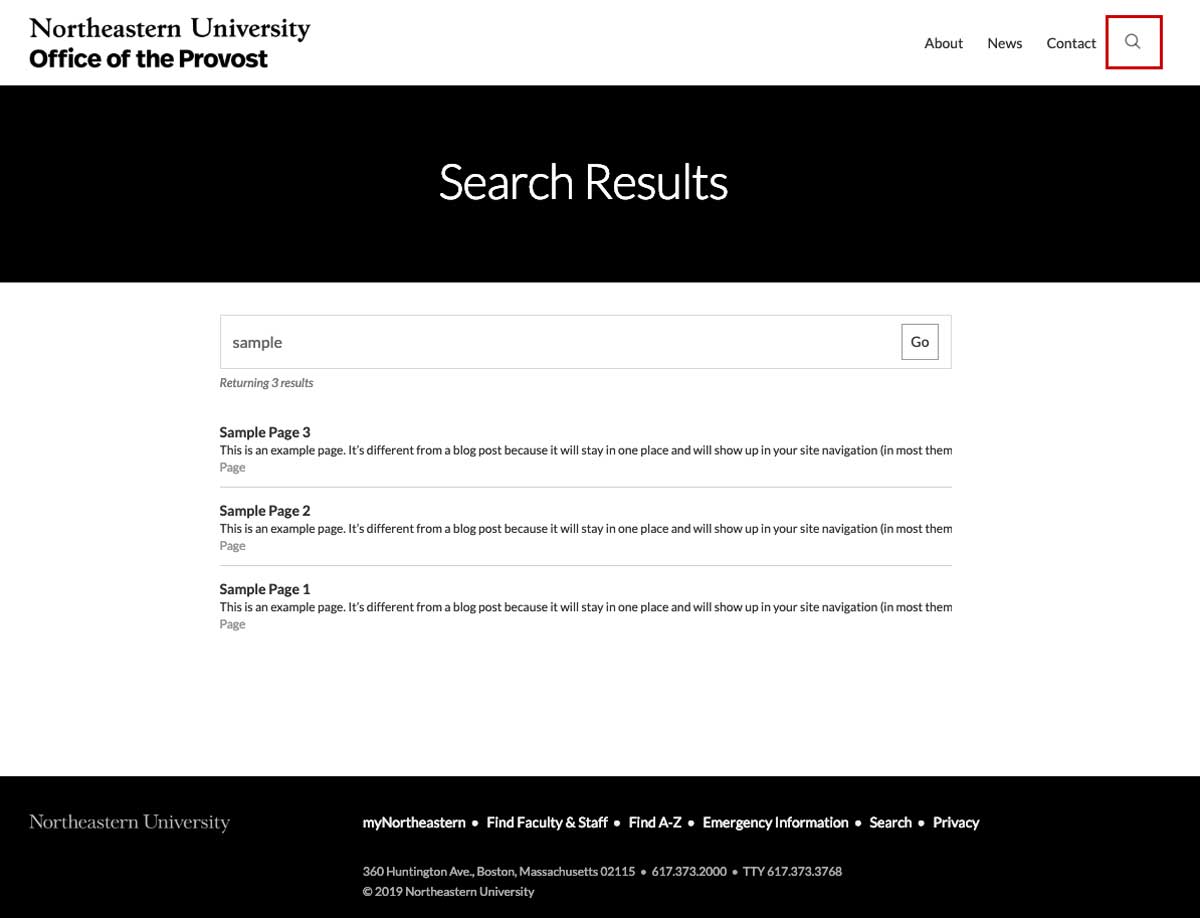 Northeastern University
Office of the Provost
About News Contact
Search Results
sample
Go
Returning 3 results
Sample Page 3
This is an example page. It’s different from a blog post because it will stay in one place and will show up in your site navigation (in most them
Page
Sample Page 2
This is an example page. It’s different from a blog post because it will stay in one place and will show up in your site navigation (in most them
Page
Sample Page 1
This is an example page. It’s different from a blog post because it will stay in one place and will show up in your site navigation (in most them
Page
Northeastern University
myNortheastern • Find Faculty & Staff • Find A-Z • Emergency Information • Search • Privacy
360 Huntington Ave., Boston, Massachusetts 02115 • 617.373.2000 • TTY 617.373.3768
© 2019 Northeastern University